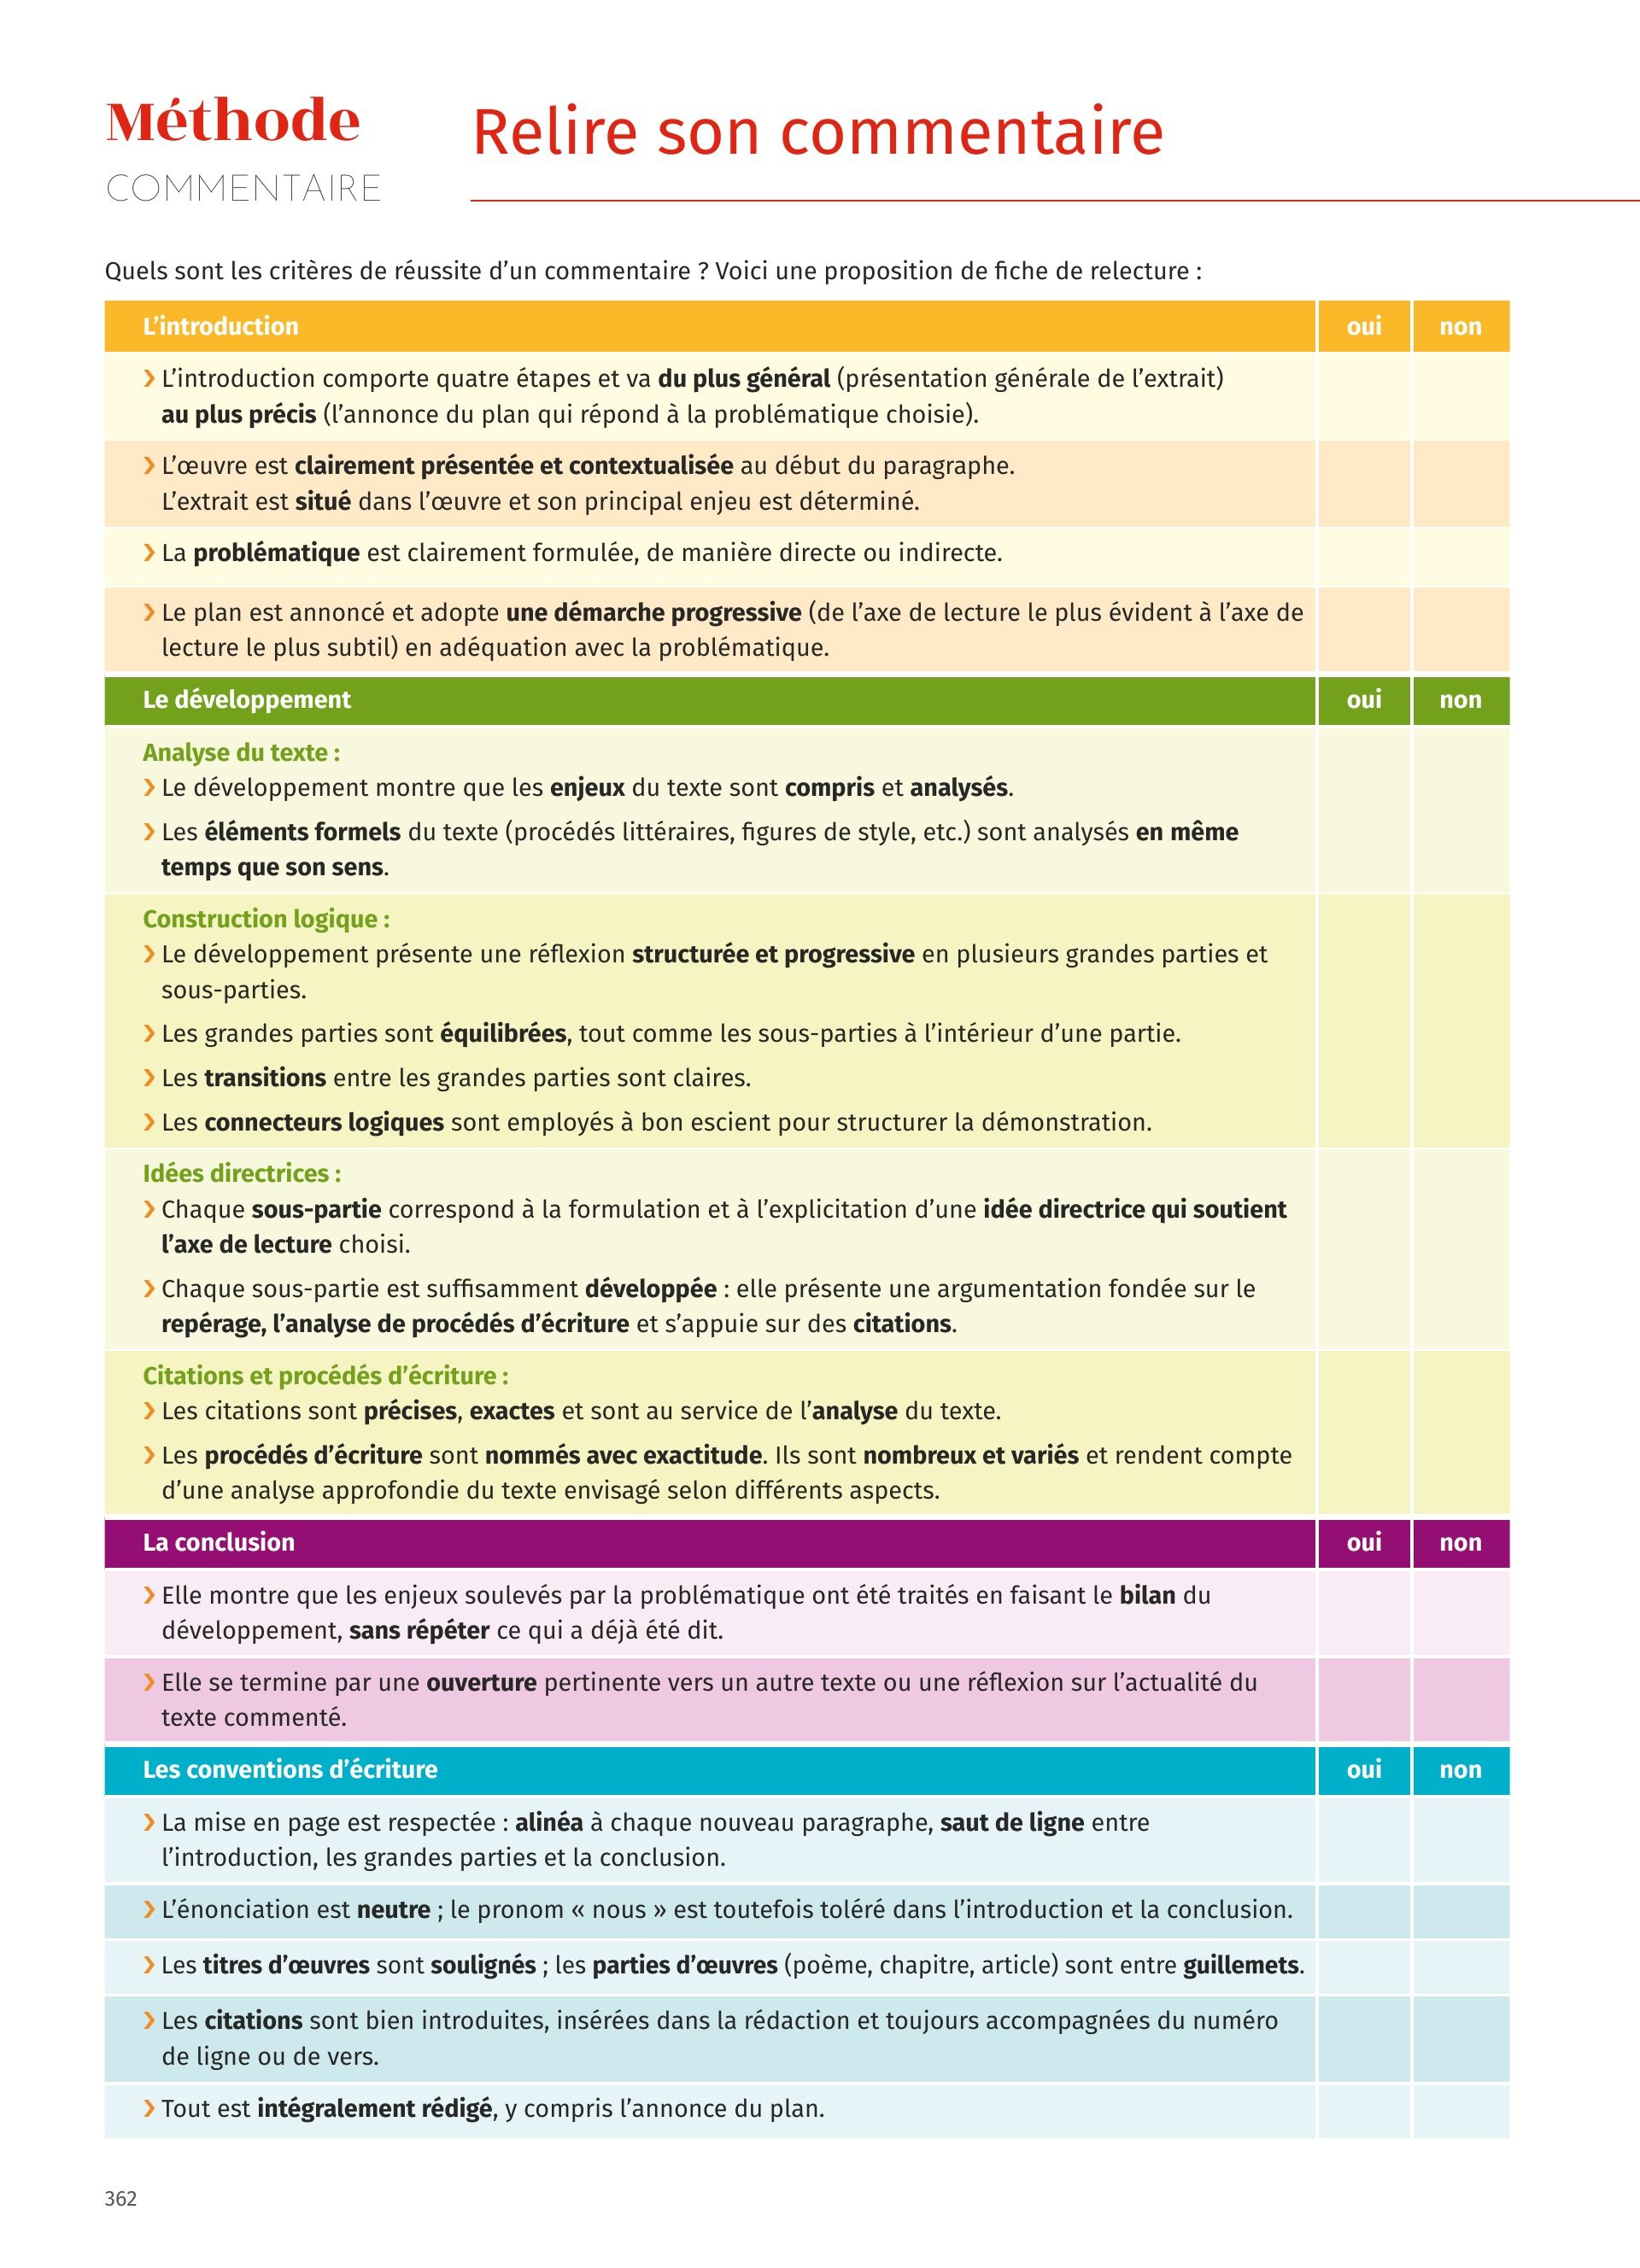 Méthode
COMMENTAIRE
Relire son commentaire
Quels sont les critères de réussite d’un commentaire ? Voici une proposition de fiche de relecture :
L’introduction oui non
❯ L’introduction comporte quatre étapes et va du plus général (présentation générale de l’extrait)
au plus précis (l’annonce du plan qui répond à la problématique choisie).
❯ L’œuvre est clairement présentée et contextualisée au début du paragraphe.
L’extrait est situé dans l’œuvre et son principal enjeu est déterminé.
❯ La problématique est clairement formulée, de manière directe ou indirecte.
❯ Le plan est annoncé et adopte une démarche progressive (de l’axe de lecture le plus évident à l’axe de
lecture le plus subtil) en adéquation avec la problématique.
Le développement oui non
Analyse du texte :
❯ Le développement montre que les enjeux du texte sont compris et analysés.
❯ Les éléments formels du texte (procédés littéraires, figures de style, etc.) sont analysés en même
temps que son sens.
Construction logique :
❯ Le développement présente une réflexion structurée et progressive en plusieurs grandes parties et
sous-parties.
❯ Les grandes parties sont équilibrées, tout comme les sous-parties à l’intérieur d’une partie.
❯ Les transitions entre les grandes parties sont claires.
❯ Les connecteurs logiques sont employés à bon escient pour structurer la démonstration.
Idées directrices :
❯ Chaque sous-partie correspond à la formulation et à l’explicitation d’une idée directrice qui soutient
l’axe de lecture choisi.
❯ Chaque sous-partie est suffisamment développée : elle présente une argumentation fondée sur le
repérage, l’analyse de procédés d’écriture et s’appuie sur des citations.
Citations et procédés d’écriture :
❯ Les citations sont précises, exactes et sont au service de l’analyse du texte.
❯ Les procédés d’écriture sont nommés avec exactitude. Ils sont nombreux et variés et rendent compte
d’une analyse approfondie du texte envisagé selon différents aspects.
La conclusion oui non
❯ Elle montre que les enjeux soulevés par la problématique ont été traités en faisant le bilan du
développement, sans répéter ce qui a déjà été dit.
❯ Elle se termine par une ouverture pertinente vers un autre texte ou une réflexion sur l’actualité du
texte commenté.
Les conventions d’écriture oui non
❯ La mise en page est respectée : alinéa à chaque nouveau paragraphe, saut de ligne entre
l’introduction, les grandes parties et la conclusion.
❯ L’énonciation est neutre ; le pronom « nous » est toutefois toléré dans l’introduction et la conclusion.
❯ Les titres d’œuvres sont soulignés ; les parties d’œuvres (poème, chapitre, article) sont entre guillemets.
❯ Les citations sont bien introduites, insérées dans la rédaction et toujours accompagnées du numéro
de ligne ou de vers.
❯ Tout est intégralement rédigé, y compris l’annonce du plan.
362